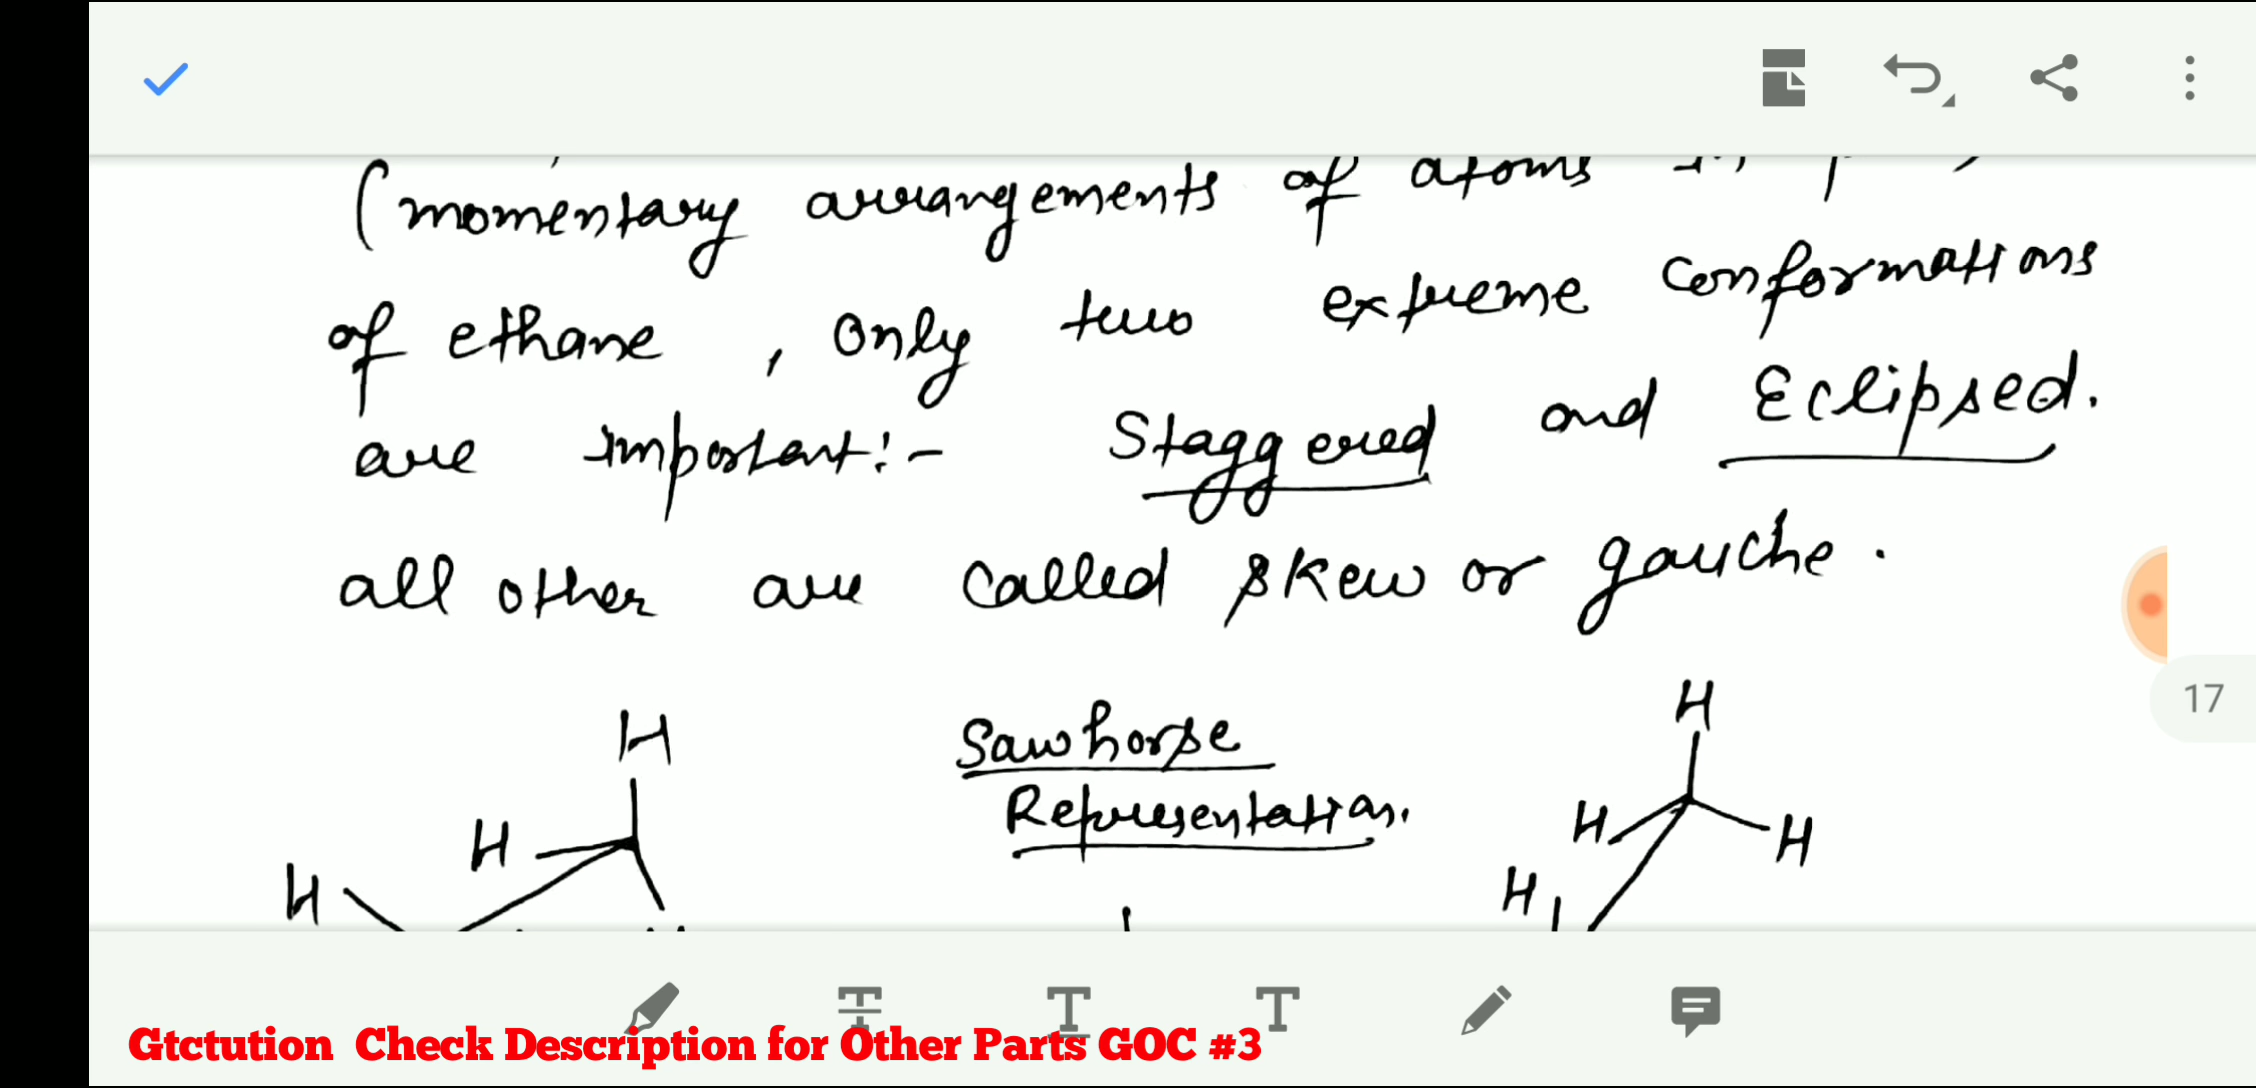 (momentary arrangements of atoms in
of ethane, only two extreme conformations
are important:- Staggered and Eclipsed.
all other are called skew or gauche.
H
Sawhorse
Representation.
H
H
H
H
H
H
17
Gtctution Check Description for Other Parts GOC #3